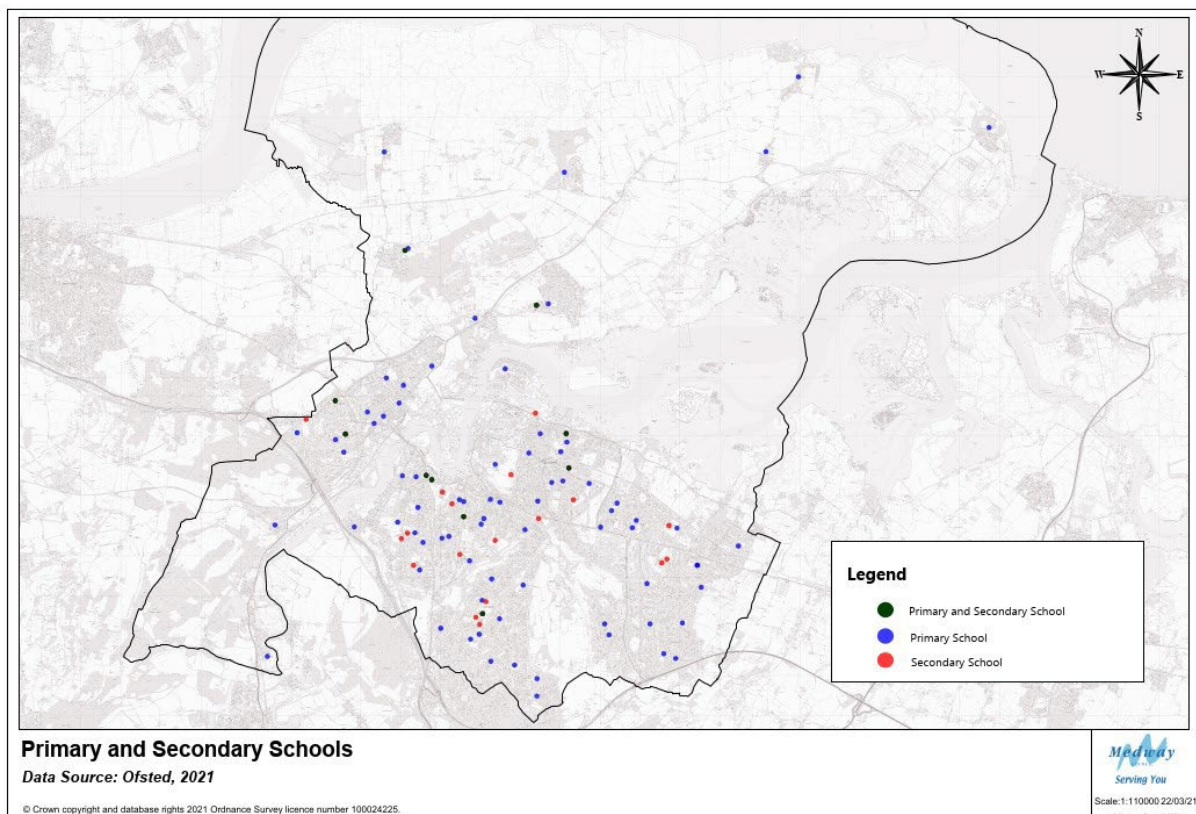 N
W
E
S
Legend
Primary and Secondary School
Primary School
Secondary School
Primary and Secondary Schools
Data Source: Ofsted, 2021
© Crown copyright and database rights 2021 Ordnance Survey licence number 100024225.
Medway
Serving You
Scale:1:110000 22/03/21